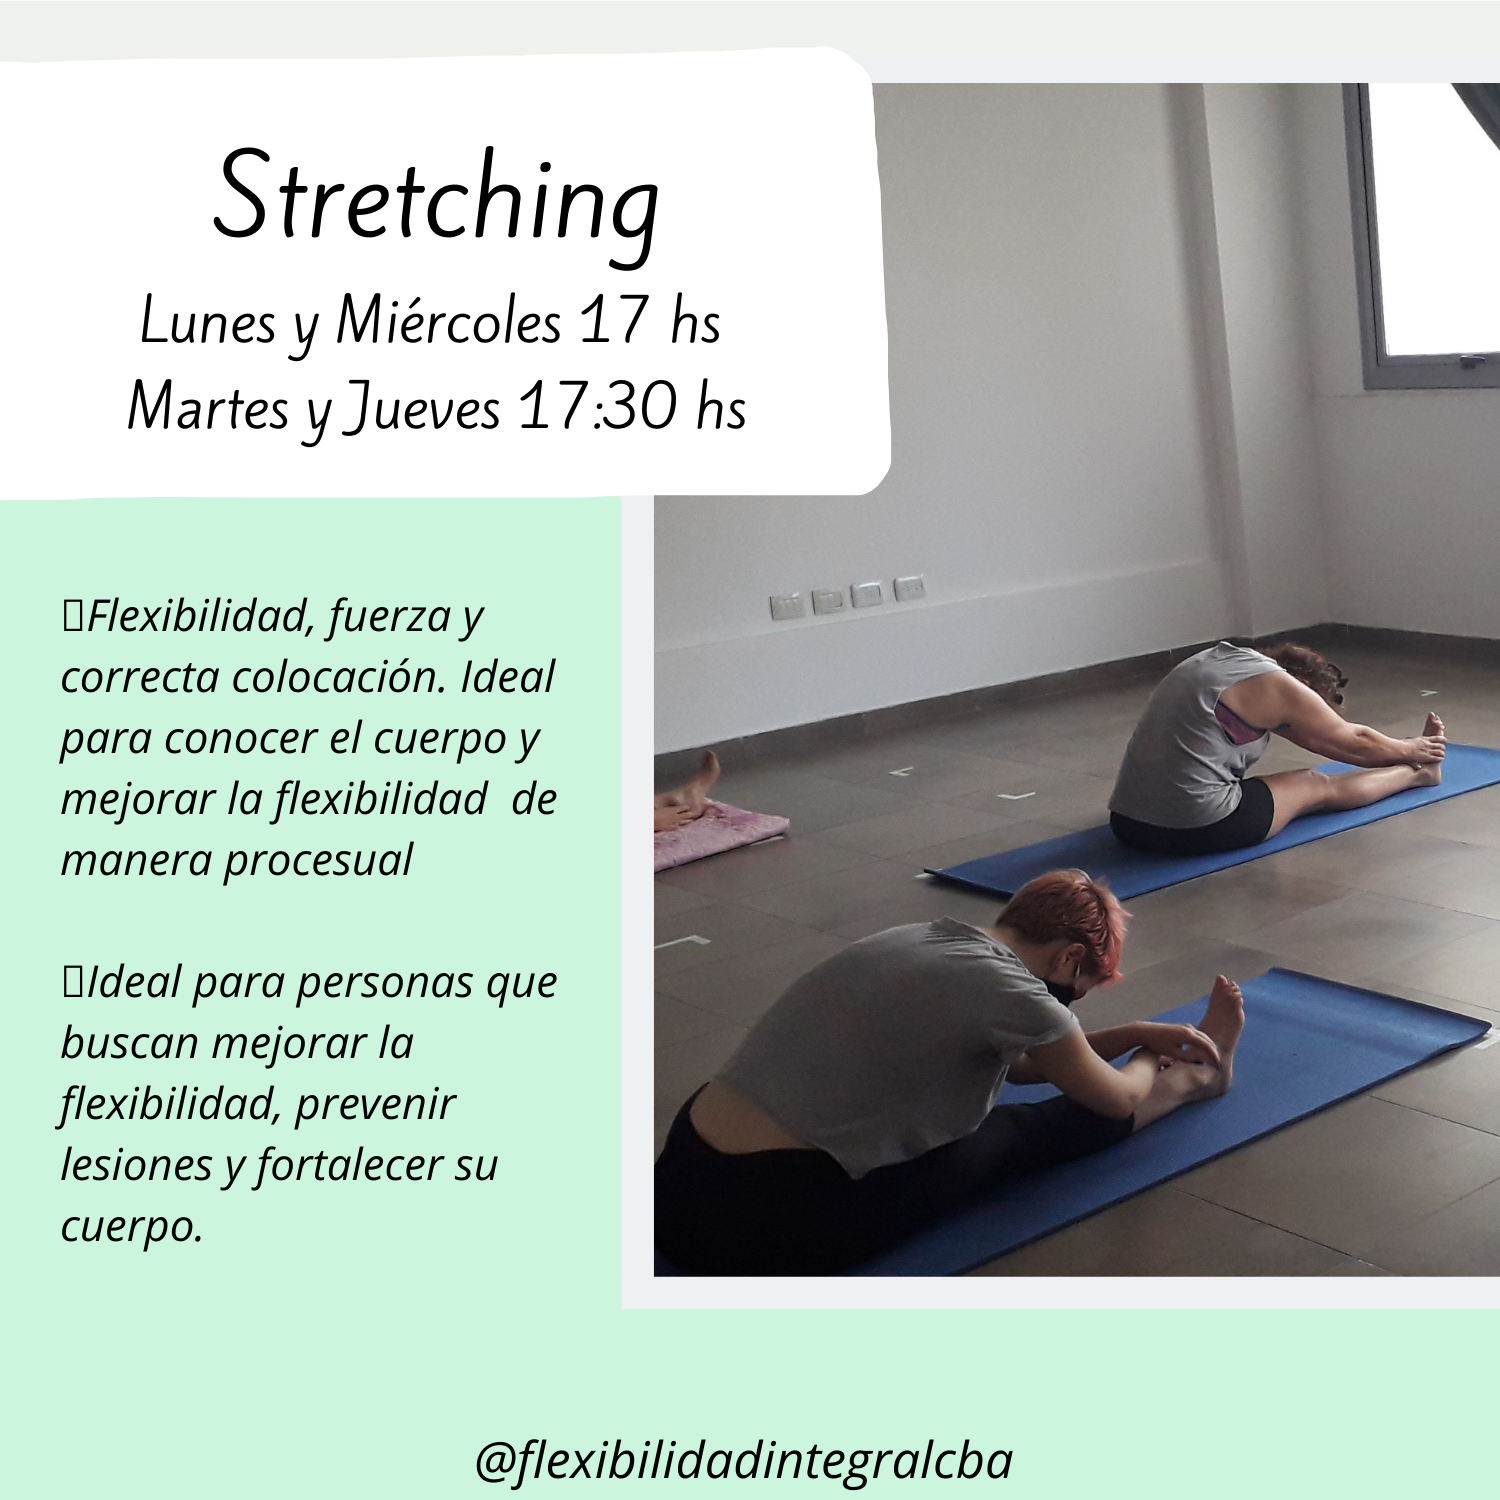 Stretching
Lunes y Miércoles 17 hs
Martes y Jueves 17:30 hs
Flexibilidad, fuerza y
correcta colocación. Ideal
para conocer el cuerpo y
mejorar la flexibilidad de
manera procesual
Ideal para personas que
buscan mejorar la
flexibilidad, prevenir
lesiones y fortalecer su
cuerpo.
@flexibilidadintegralcba